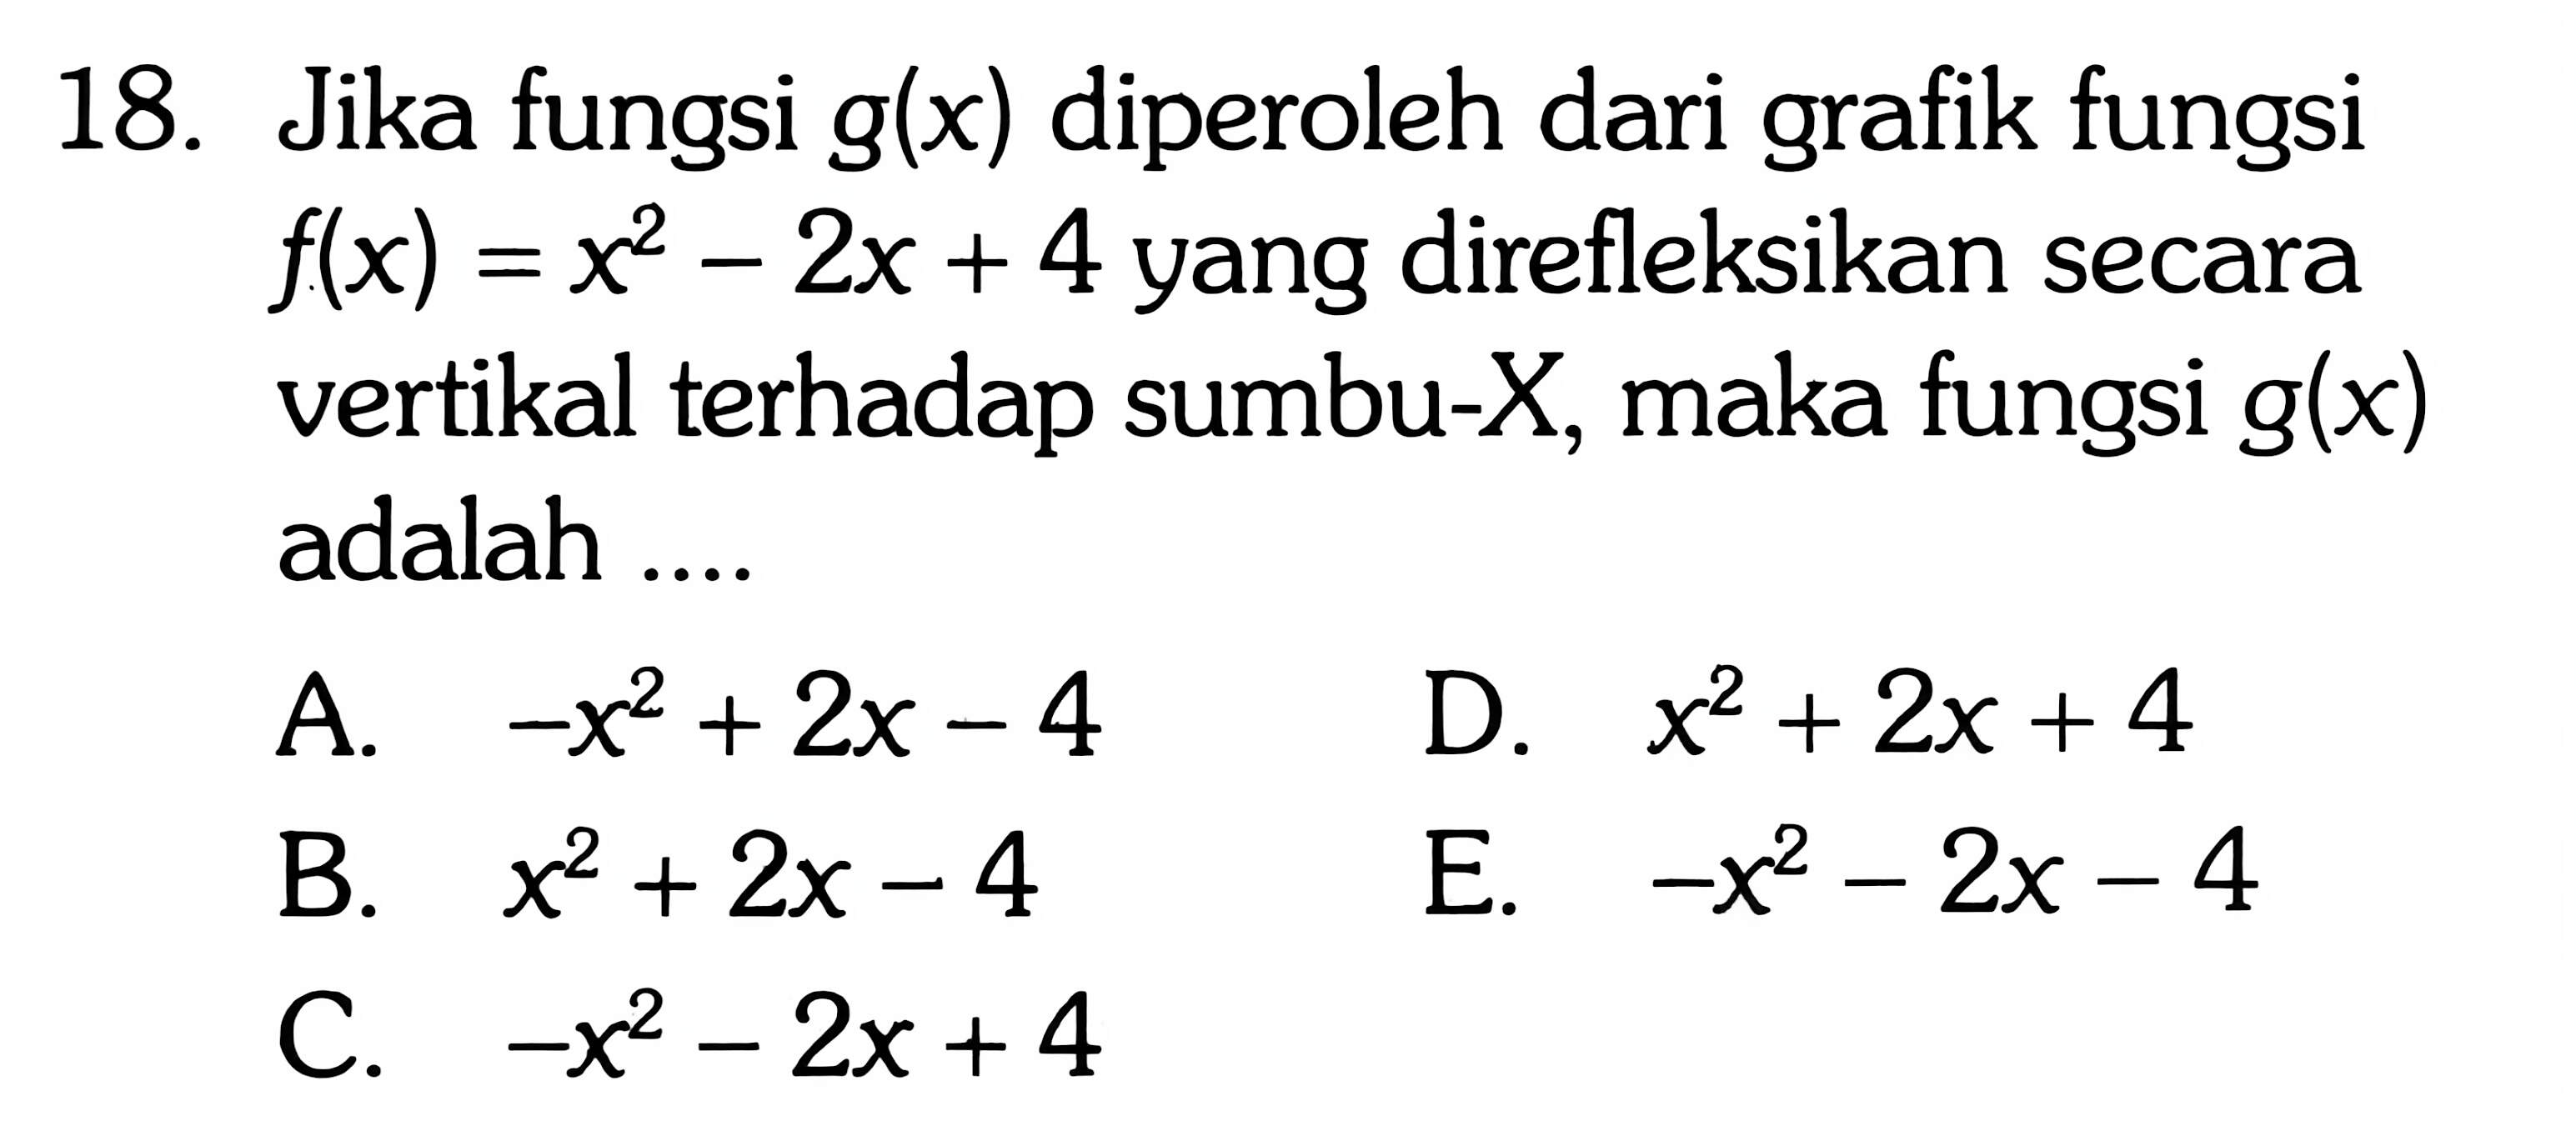 18. Jika fungsi g(x) diperoleh dari grafik fungsi
f(x) = x² – 2x + 4 yang direfleksikan secara
vertikal terhadap sumbu-X, maka fungsi g(x)
adalah ....
A. –x² + 2x – 4
D. x² + 2x + 4
B. x² + 2x – 4
E. –x² – 2x – 4
C. –x² – 2x + 4